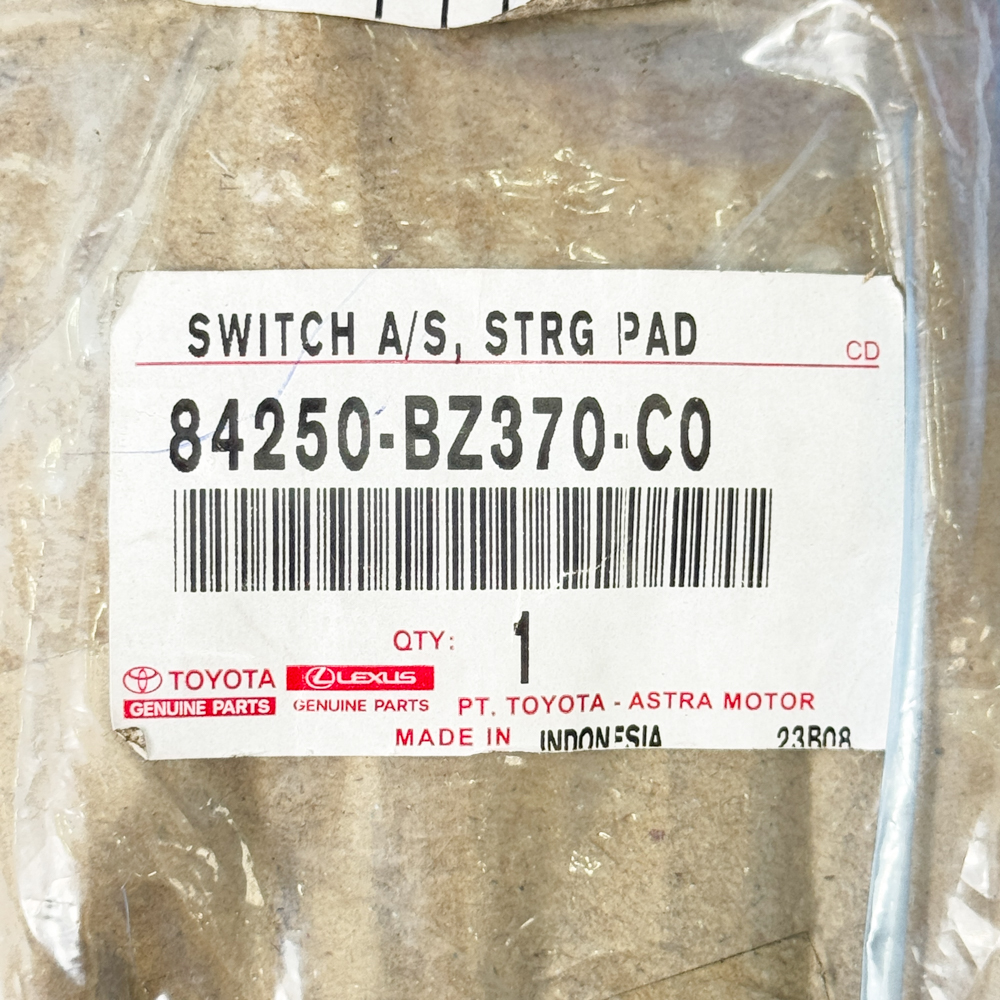 SWITCH A/S, STRG PAD
CD
84250-BZ370-C0
QTY: 1
TOYOTA
GENUINE PARTS
LEXUS
GENUINE PARTS
PT. TOYOTA - ASTRA MOTOR
MADE IN INDONESIA 23B08